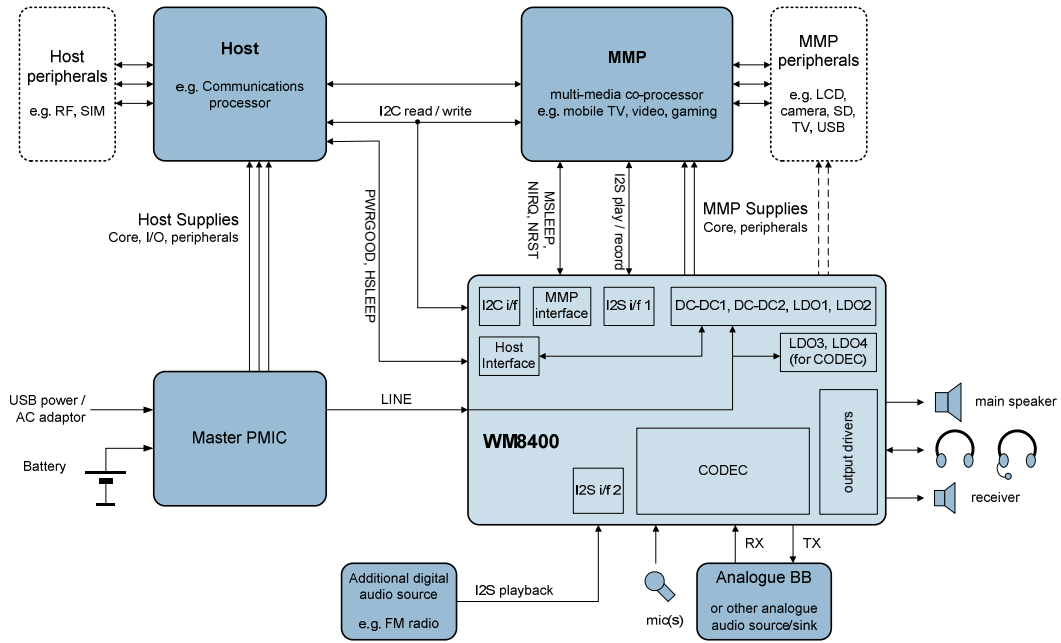 Host
peripherals
e.g. RF, SIM
Host
e.g. Communications
processor
MMP
multi-media co-processor
e.g. mobile TV, video, gaming
MMP
peripherals
e.g. LCD,
camera, SD,
TV, USB
I2C read / write
PWRGOOD, HSLEEP
MSLEEP,
NIRQ, NRST
I2S play / record
Host Supplies
Core, I/O, peripherals
MMP Supplies
Core, peripherals
I2C i/f
MMP
interface
I2S i/f 1
DC-DC1, DC-DC2, LDO1, LDO2
Host
Interface
LDO3, LDO4
(for CODEC)
USB power /
AC adaptor
Battery
Master PMIC
LINE
WM8400
I2S i/f 2
CODEC
output drivers
main speaker
receiver
Additional digital
audio source
e.g. FM radio
I2S playback
mic(s)
RX
TX
Analogue BB
or other analogue
audio source/sink